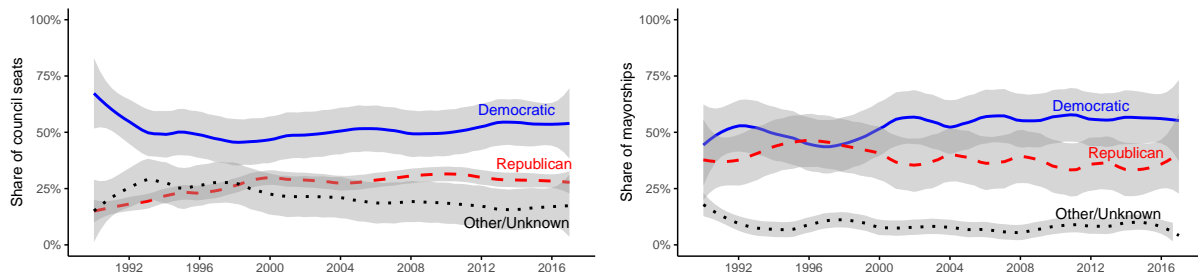 Share of council seats
100%
75%
50%
25%
0%
Democratic
Republican
Other/Unknown
1992 1996 2000 2004 2008 2012 2016
Share of mayorships
100%
75%
50%
25%
0%
Democratic
Republican
Other/Unknown
1992 1996 2000 2004 2008 2012 2016